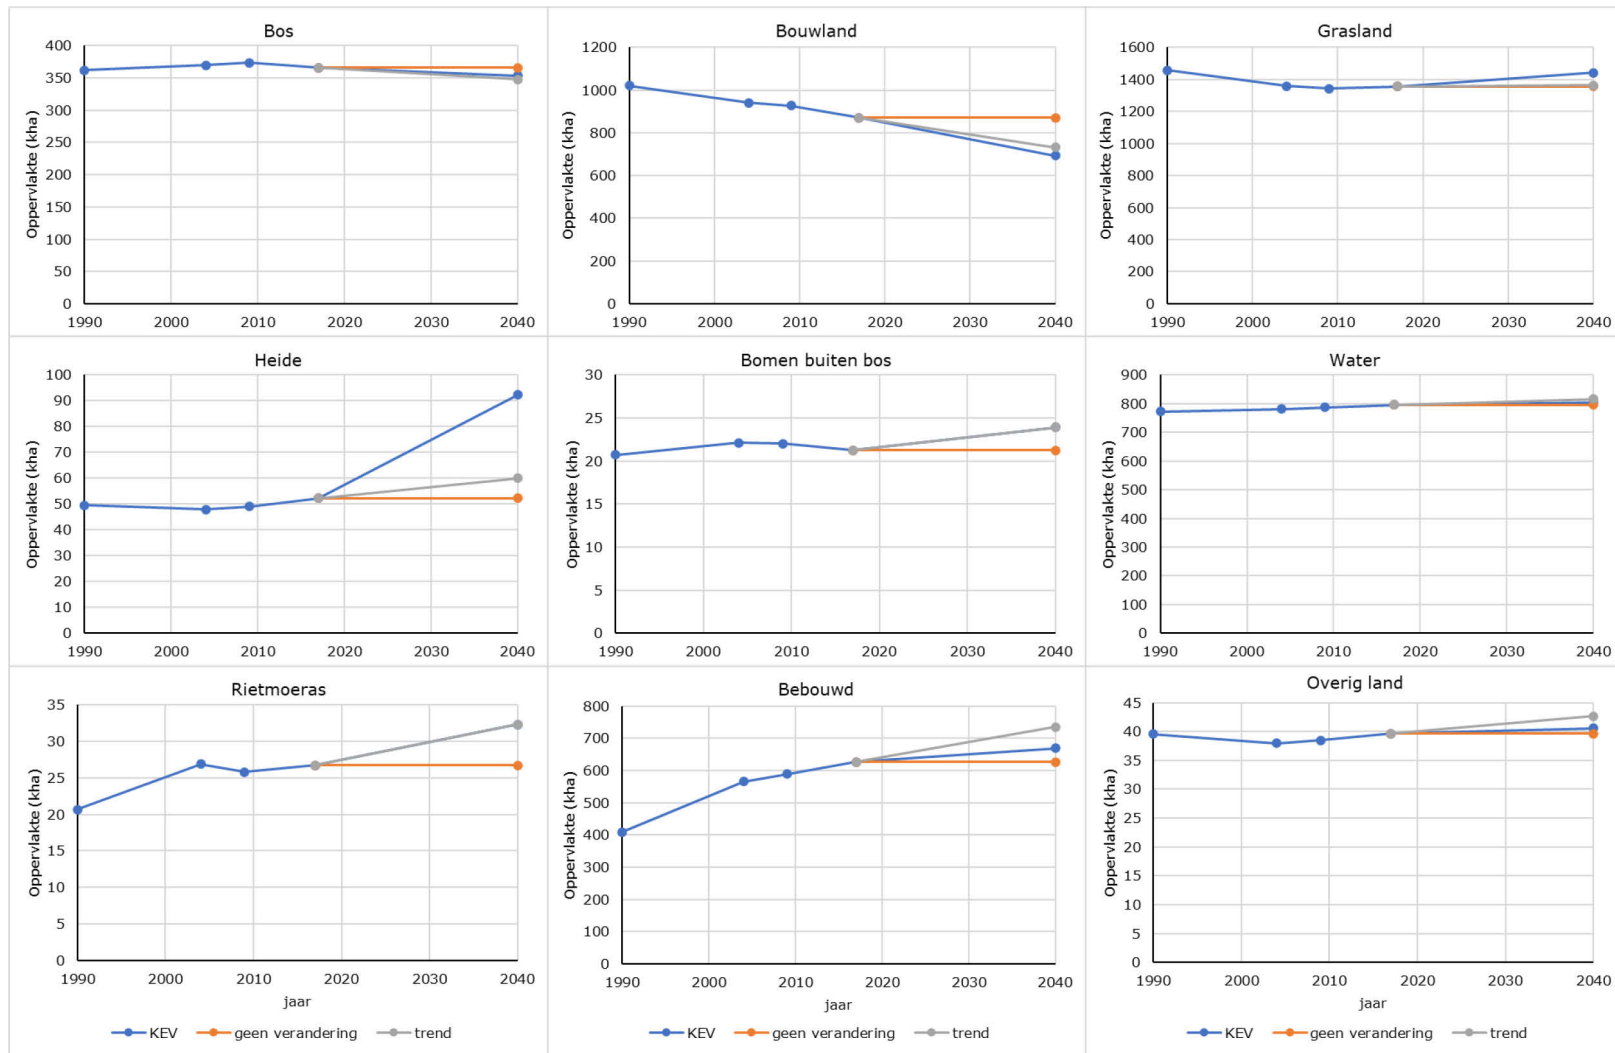 Bos
Oppervlakte (kha)
400
350
300
250
200
150
100
50
0
1990 2000 2010 2020 2030 2040
Bouwland
Oppervlakte (kha)
1200
1000
800
600
400
200
0
1990 2000 2010 2020 2030 2040
Grasland
Oppervlakte (kha)
1600
1400
1200
1000
800
600
400
200
0
1990 2000 2010 2020 2030 2040
Heide
Oppervlakte (kha)
100
90
80
70
60
50
40
30
20
10
0
1990 2000 2010 2020 2030 2040
Bomen buiten bos
Oppervlakte (kha)
30
25
20
15
10
5
0
1990 2000 2010 2020 2030 2040
Water
Oppervlakte (kha)
900
800
700
600
500
400
300
200
100
0
1990 2000 2010 2020 2030 2040
Rietmoeras
Oppervlakte (kha)
35
30
25
20
15
10
5
0
1990 2000 2010 2020 2030 2040
jaar
KEV geen verandering trend
Bebouwd
Oppervlakte (kha)
800
700
600
500
400
300
200
100
0
1990 2000 2010 2020 2030 2040
jaar
KEV geen verandering trend
Overig land
Oppervlakte (kha)
45
40
35
30
25
20
15
10
5
0
1990 2000 2010 2020 2030 2040
jaar
KEV geen verandering trend